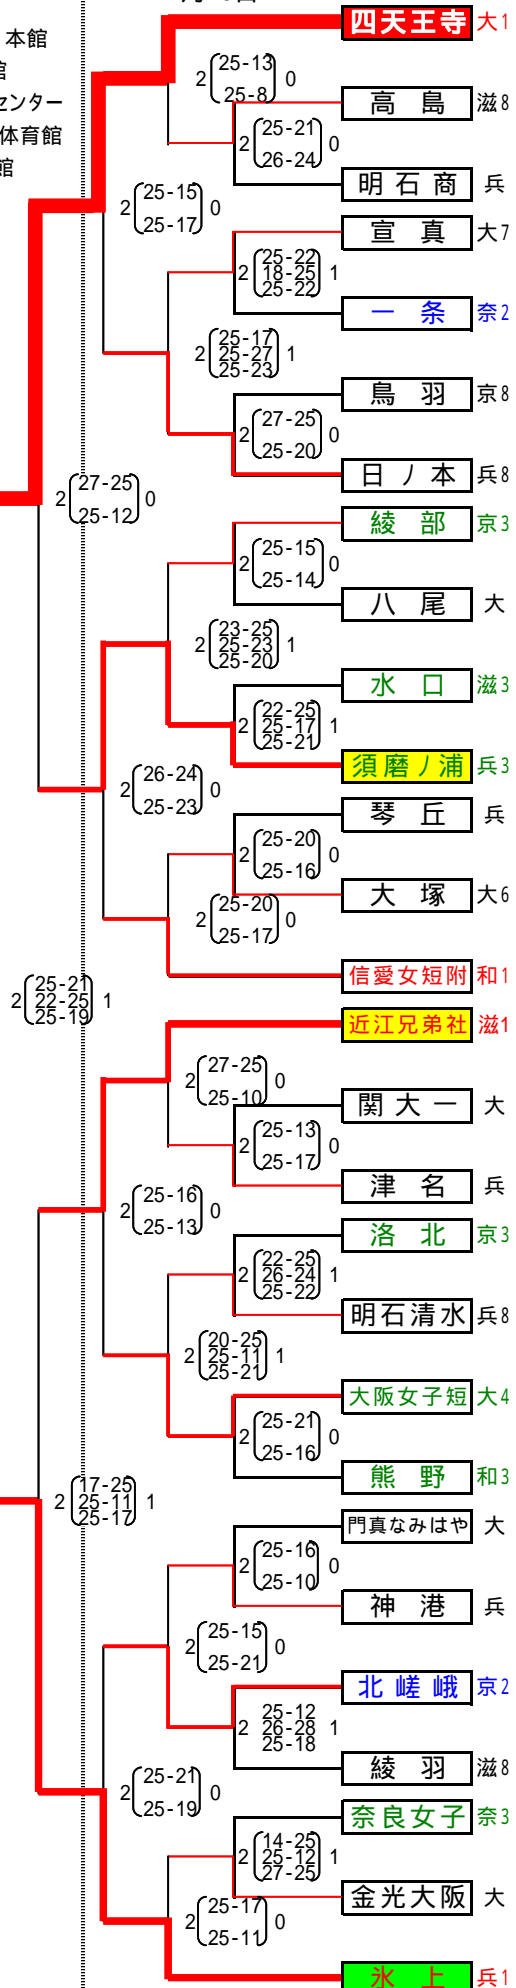 本館
館
センター
体育館
館
四天王寺 大1
2 25-13 0
25-8
高島 滋8
2 25-21 0
26-24
明石商 兵
2 25-15 0
25-17
宣真 大7
25-22
2 18-25 1
25-22
一条 奈2
25-17
2 25-27 1
25-23
鳥羽 京8
2 27-25 0
25-20
日ノ本 兵8
2 27-25 0
25-12
綾部 京3
2 25-15 0
25-14
八尾 大
23-25
2 25-23 1
25-20
水口 滋3
22-25
2 25-17 1
25-21
須磨ノ浦 兵3
2 26-24 0
25-23
琴丘 兵
2 25-20 0
25-16
大塚 大6
2 25-20 0
25-17
信愛女短附 和1
25-21
2 22-25 1
25-19
近江兄弟社 滋1
2 27-25 0
25-10
関大一 大
2 25-13 0
25-17
津名 兵
2 25-16 0
25-13
洛北 京3
22-25
2 26-24 1
25-22
明石清水 兵8
20-25
2 25-11 1
25-21
大阪女子短 大4
2 25-21 0
25-16
熊野 和3
17-25
2 25-11 1
25-17
門真なみはや 大
2 25-16 0
25-10
神港 兵
2 25-15 0
25-21
北嵯峨 京2
25-12
2 26-28 1
25-18
綾羽 滋8
2 25-21 0
25-19
奈良女子 奈3
14-25
2 25-12 1
27-25
金光大阪 大
2 25-17 0
25-11
氷上 兵1